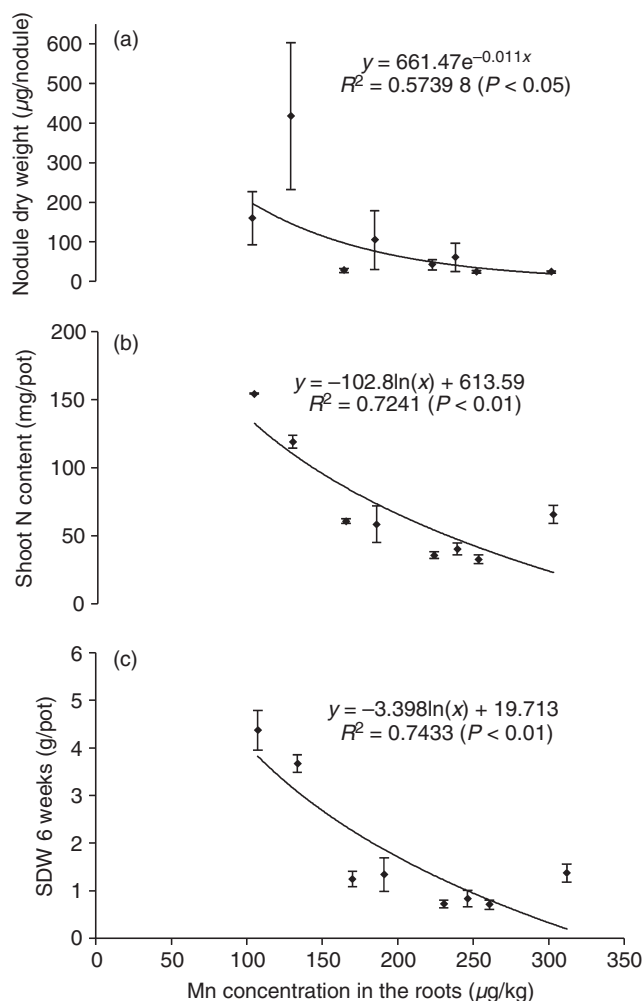 (a)
y = 661.47e−0.011x
R2 = 0.5739 8 (P < 0.05)
600
500
400
300
200
100
0
Nodule dry weight (µg/nodule)
(b)
y = −102.8ln(x) + 613.59
R2 = 0.7241 (P < 0.01)
200
150
100
50
0
Shoot N content (mg/pot)
(c)
y = −3.398ln(x) + 19.713
R2 = 0.7433 (P < 0.01)
6
5
4
3
2
1
0
SDW 6 weeks (g/pot)
0 50 100 150 200 250 300 350
Mn concentration in the roots (µg/kg)